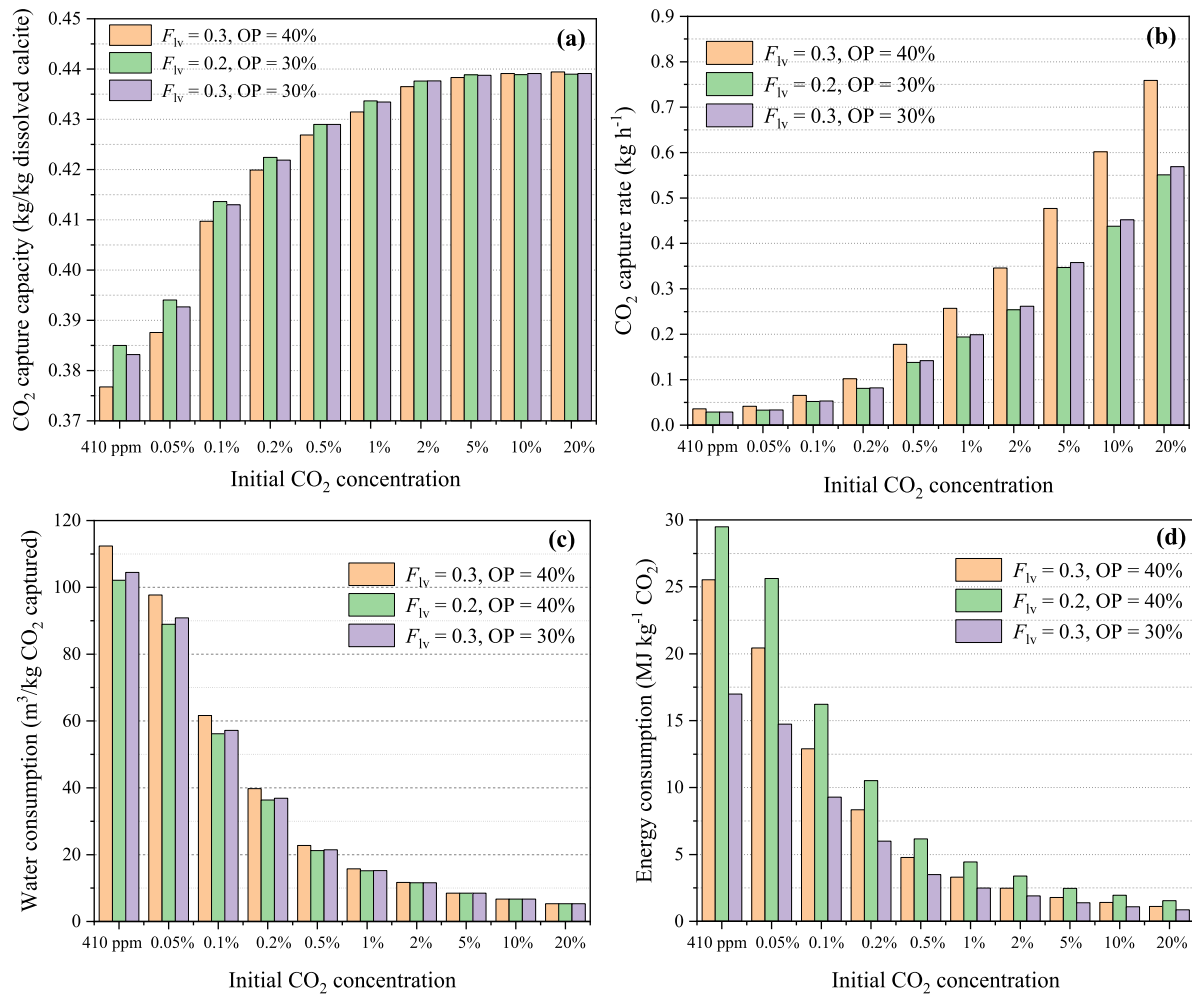 (a)
F_lv = 0.3, OP = 40%
F_lv = 0.2, OP = 30%
F_lv = 0.3, OP = 30%
CO₂ capture capacity (kg/kg dissolved calcite)
0.45
0.44
0.43
0.42
0.41
0.40
0.39
0.38
0.37
410 ppm 0.05% 0.1% 0.2% 0.5% 1% 2% 5% 10% 20%
Initial CO₂ concentration
(b)
F_lv = 0.3, OP = 40%
F_lv = 0.2, OP = 30%
F_lv = 0.3, OP = 30%
CO₂ capture rate (kg h⁻¹)
0.9
0.8
0.7
0.6
0.5
0.4
0.3
0.2
0.1
0.0
410 ppm 0.05% 0.1% 0.2% 0.5% 1% 2% 5% 10% 20%
Initial CO₂ concentration
(c)
F_lv = 0.3, OP = 40%
F_lv = 0.2, OP = 40%
F_lv = 0.3, OP = 30%
Water consumption (m³/kg CO₂ captured)
120
100
80
60
40
20
0
410 ppm 0.05% 0.1% 0.2% 0.5% 1% 2% 5% 10% 20%
Initial CO₂ concentration
(d)
F_lv = 0.3, OP = 40%
F_lv = 0.2, OP = 40%
F_lv = 0.3, OP = 30%
Energy consumption (MJ kg⁻¹ CO₂)
30
25
20
15
10
5
0
410 ppm 0.05% 0.1% 0.2% 0.5% 1% 2% 5% 10% 20%
Initial CO₂ concentration